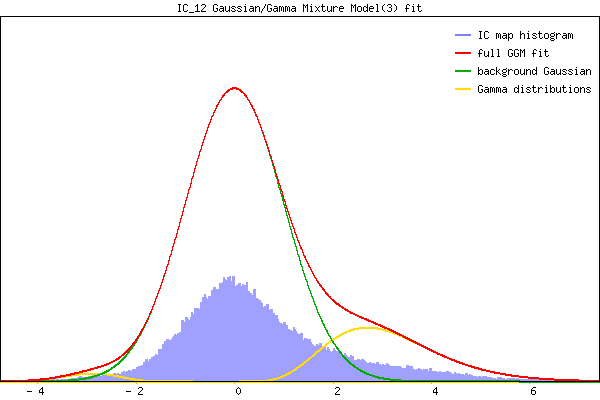 IC_12 Gaussian/Gamma Mixture Model(3) fit
IC map histogram
full GGM fit
background Gaussian
Gamma distributions
- 4 - 2 0 2 4 6